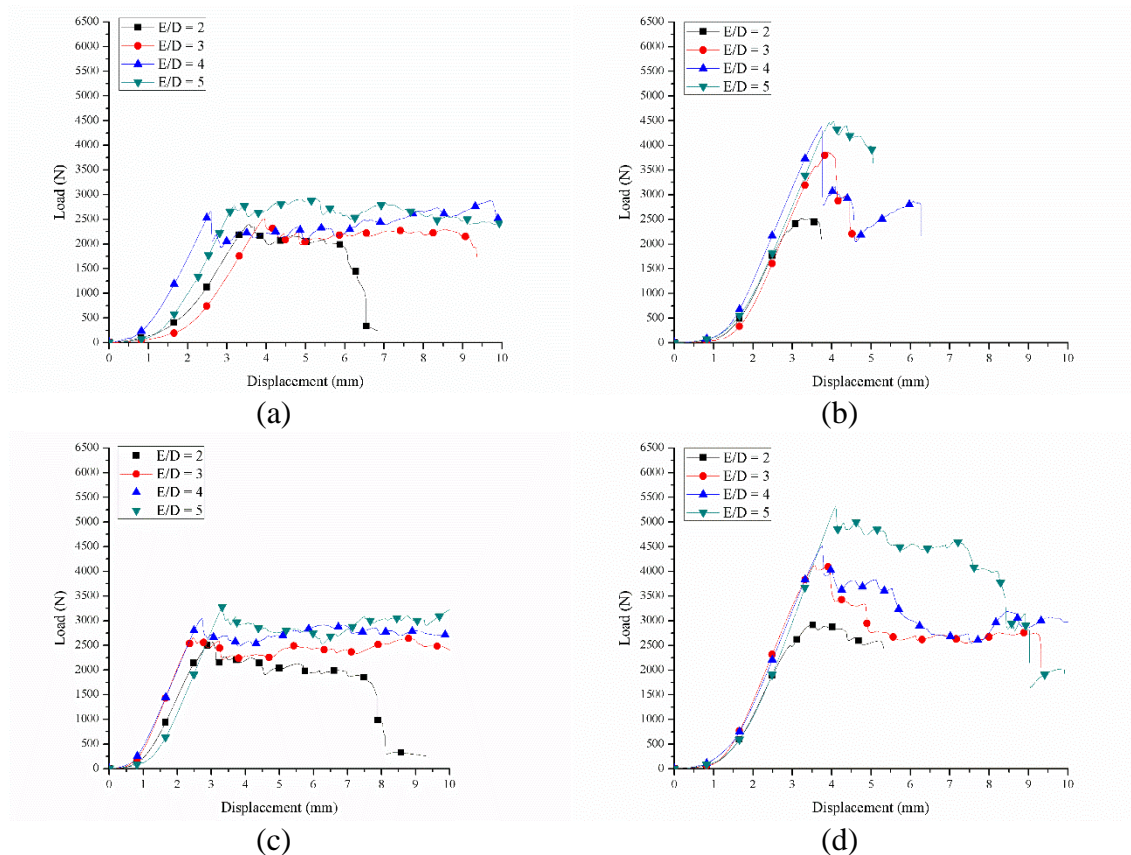 6500
6000
5500
5000
4500
4000
3500
3000
2500
2000
1500
1000
500
0
Load (N)
E/D = 2
E/D = 3
E/D = 4
E/D = 5
0 1 2 3 4 5 6 7 8 9 10
Displacement (mm)
(a)
6500
6000
5500
5000
4500
4000
3500
3000
2500
2000
1500
1000
500
0
Load (N)
E/D = 2
E/D = 3
E/D = 4
E/D = 5
0 1 2 3 4 5 6 7 8 9 10
Displacement (mm)
(b)
6500
6000
5500
5000
4500
4000
3500
3000
2500
2000
1500
1000
500
0
Load (N)
E/D = 2
E/D = 3
E/D = 4
E/D = 5
0 1 2 3 4 5 6 7 8 9 10
Displacement (mm)
(c)
6500
6000
5500
5000
4500
4000
3500
3000
2500
2000
1500
1000
500
0
Load (N)
E/D = 2
E/D = 3
E/D = 4
E/D = 5
0 1 2 3 4 5 6 7 8 9 10
Displacement (mm)
(d)